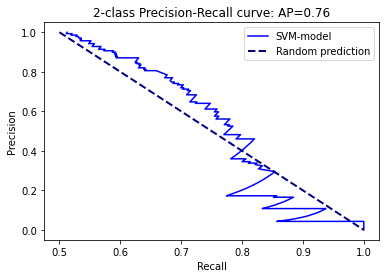 2-class Precision-Recall curve: AP=0.76
SVM-model
Random prediction
Precision
1.0
0.8
0.6
0.4
0.2
0.0
0.5 0.6 0.7 0.8 0.9 1.0
Recall